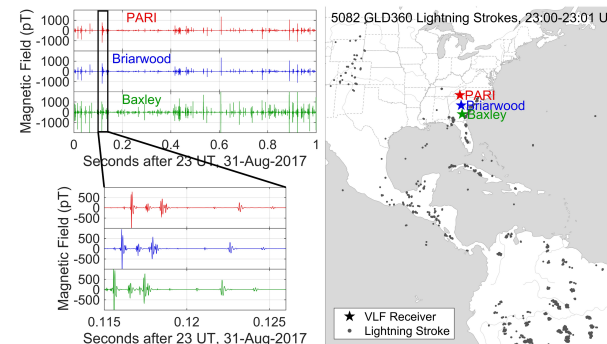 PARI
Briarwood
Baxley
Magnetic Field (pT)
1000
0
-1000
1000
0
-1000
1000
0
-1000
0 0.2 0.4 0.6 0.8 1
Seconds after 23 UT, 31-Aug-2017
Magnetic Field (pT)
500
0
-500
500
0
-500
500
0
-500
0.115 0.12 0.125
Seconds after 23 UT, 31-Aug-2017
5082 GLD360 Lightning Strokes, 23:00-23:01 U
PARI
Briarwood
Baxley
VLF Receiver
Lightning Stroke